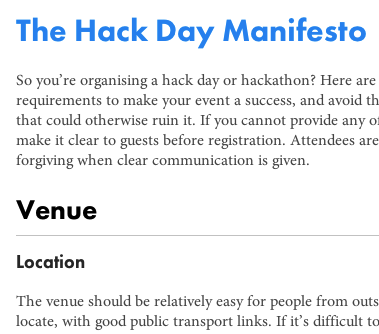 The Hack Day Manifesto
So you're organising a hack day or hackathon? Here are
requirements to make your event a success, and avoid th
that could otherwise ruin it. If you cannot provide any o
make it clear to guests before registration. Attendees are
forgiving when clear communication is given.
Venue
Location
The venue should be relatively easy for people from outs
locate, with good public transport links. If it's difficult to